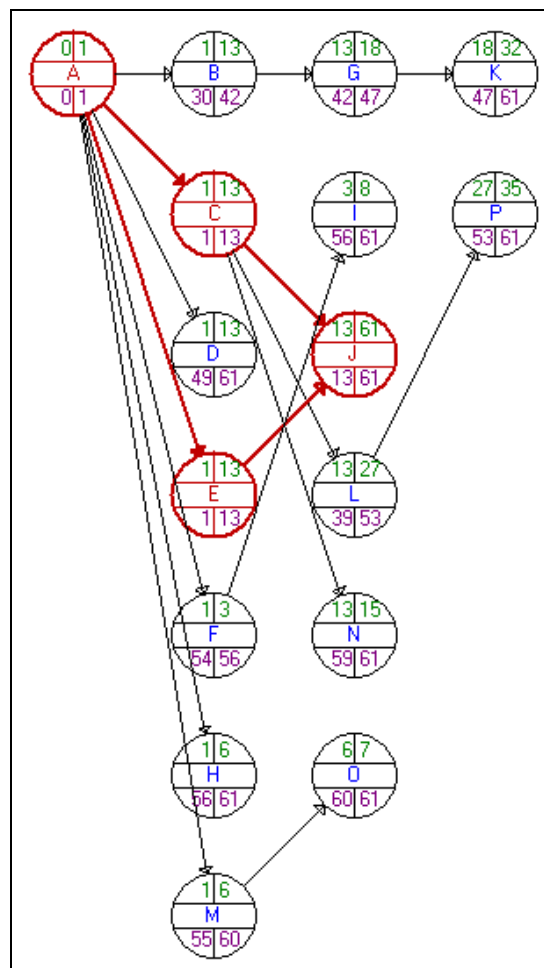 0 1 1 13 13 18 18 32
A B G K
0 1 30 42 42 47 47 61
1 13 3 8 27 35
C I P
1 13 56 61 53 61
1 13 13 61
D J
49 61 13 61
1 13 13 27
E L
1 13 39 53
1 3 13 15
F N
54 56 59 61
1 6 6 7
H O
56 61 60 61
1 6
M
55 60